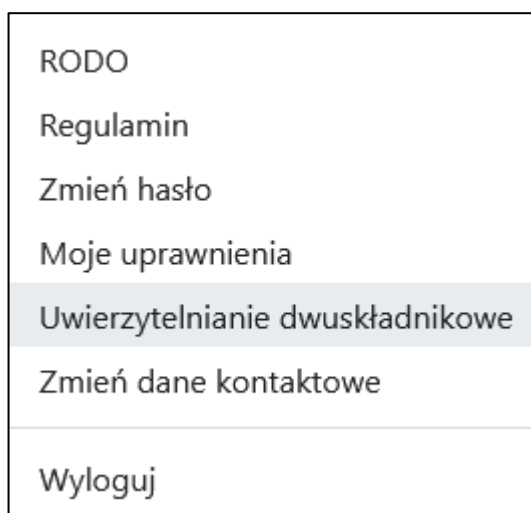 RODO
Regulamin
Zmień hasło
Moje uprawnienia
Uwierzytelnianie dwuskładnikowe
Zmień dane kontaktowe
Wyloguj